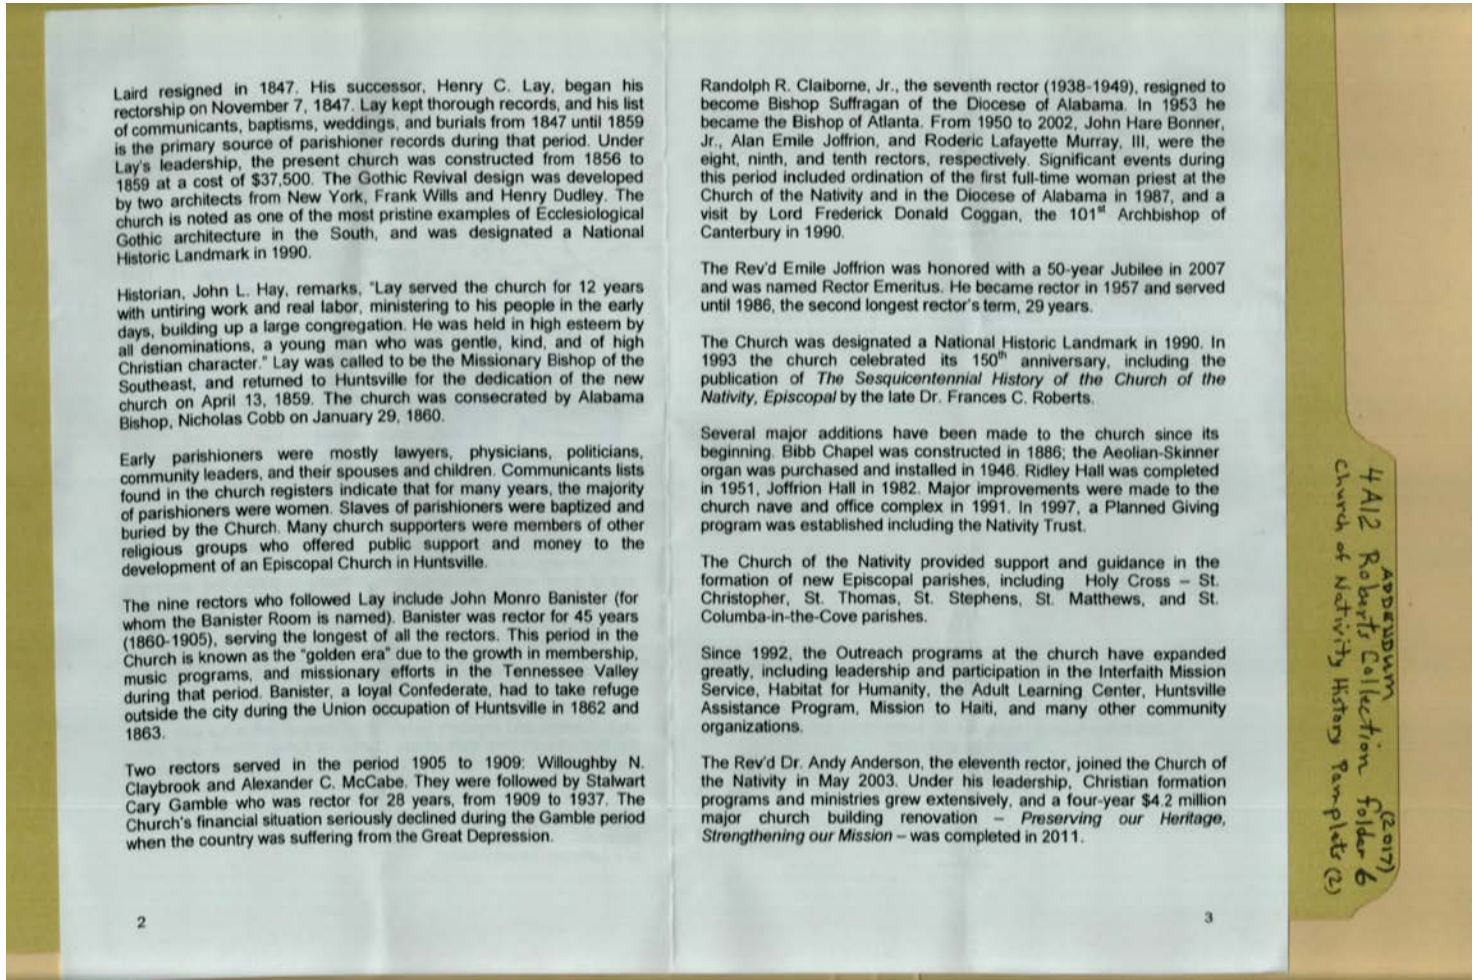 Laird resigned in 1847. His successor, Henry C. Lay, began his
rectorship on November 7, 1847. Lay kept thorough records, and his list
of communicants, baptisms, weddings, and burials from 1847 until 1859
is the primary source of parishioner records during that period. Under
Lay's leadership, the present church was constructed from 1856 to
1859 at a cost of $37,500. The Gothic Revival design was developed
by two architects from New York, Frank Wills and Henry Dudley. The
church is noted as one of the most pristine examples of Ecclesiological
Gothic architecture in the South, and was designated a National
Historic Landmark in 1990.
Historian, John L. Hay, remarks, "Lay served the church for 12 years
with untiring work and real labor, ministering to his people in the early
days, building up a large congregation. He was held in high esteem by
all denominations, a young man who was gentle, kind, and of high
Christian character." Lay was called to be the Missionary Bishop of the
Southeast, and returned to Huntsville for the dedication of the new
church on April 13, 1859. The church was consecrated by Alabama
Bishop, Nicholas Cobb on January 29, 1860.
Early parishioners were mostly lawyers, physicians, politicians,
community leaders, and their spouses and children. Communicants lists
found in the church registers indicate that for many years, the majority
of parishioners were women. Slaves of parishioners were baptized and
buried by the Church. Many church supporters were members of other
religious groups who offered public support and money to the
development of an Episcopal Church in Huntsville.
The nine rectors who followed Lay include John Monro Banister (for
whom the Banister Room is named). Banister was rector for 45 years
(1860-1905), serving the longest of all the rectors. This period in the
Church is known as the "golden era" due to the growth in membership,
music programs, and missionary efforts in the Tennessee Valley
during that period. Banister, a loyal Confederate, had to take refuge
outside the city during the Union occupation of Huntsville in 1862 and
1863.
Two rectors served in the period 1905 to 1909: Willoughby N.
Claybrook and Alexander C. McCabe. They were followed by Stalwart
Cary Gamble who was rector for 28 years, from 1909 to 1937. The
Church's financial situation seriously declined during the Gamble period
when the country was suffering from the Great Depression.
2
Randolph R. Claiborne, Jr., the seventh rector (1938-1949), resigned to
become Bishop Suffragan of the Diocese of Alabama. In 1953 he
became the Bishop of Atlanta. From 1950 to 2002, John Hare Bonner,
Jr., Alan Emile Joffrion, and Roderic Lafayette Murray, III, were the
eight, ninth, and tenth rectors, respectively. Significant events during
this period included ordination of the first full-time woman priest at the
Church of the Nativity and in the Diocese of Alabama in 1987, and a
visit by Lord Frederick Donald Coggan, the 101st Archbishop of
Canterbury in 1990.
The Rev'd Emile Joffrion was honored with a 50-year Jubilee in 2007
and was named Rector Emeritus. He became rector in 1957 and served
until 1986, the second longest rector's term, 29 years.
The Church was designated a National Historic Landmark in 1990. In
1993 the church celebrated its 150th anniversary, including the
publication of The Sesquicentennial History of the Church of the
Nativity, Episcopal by the late Dr. Frances C. Roberts.
Several major additions have been made to the church since its
beginning. Bibb Chapel was constructed in 1886; the Aeolian-Skinner
organ was purchased and installed in 1946. Ridley Hall was completed
in 1951, Joffrion Hall in 1982. Major improvements were made to the
church nave and office complex in 1991. In 1997, a Planned Giving
program was established including the Nativity Trust.
The Church of the Nativity provided support and guidance in the
formation of new Episcopal parishes, including Holy Cross – St.
Christopher, St. Thomas, St. Stephens, St. Matthews, and St.
Columba-in-the-Cove parishes.
Since 1992, the Outreach programs at the church have expanded
greatly, including leadership and participation in the Interfaith Mission
Service, Habitat for Humanity, the Adult Learning Center, Huntsville
Assistance Program, Mission to Haiti, and many other community
organizations.
The Rev'd Dr. Andy Anderson, the eleventh rector, joined the Church of
the Nativity in May 2003. Under his leadership, Christian formation
programs and ministries grew extensively, and a four-year $4.2 million
major church building renovation – Preserving our Heritage,
Strengthening our Mission – was completed in 2011.
3
ADDENDUM (2017)
4A12 Roberts Collection folder 6
Church of Nativity History Pamplets (2)